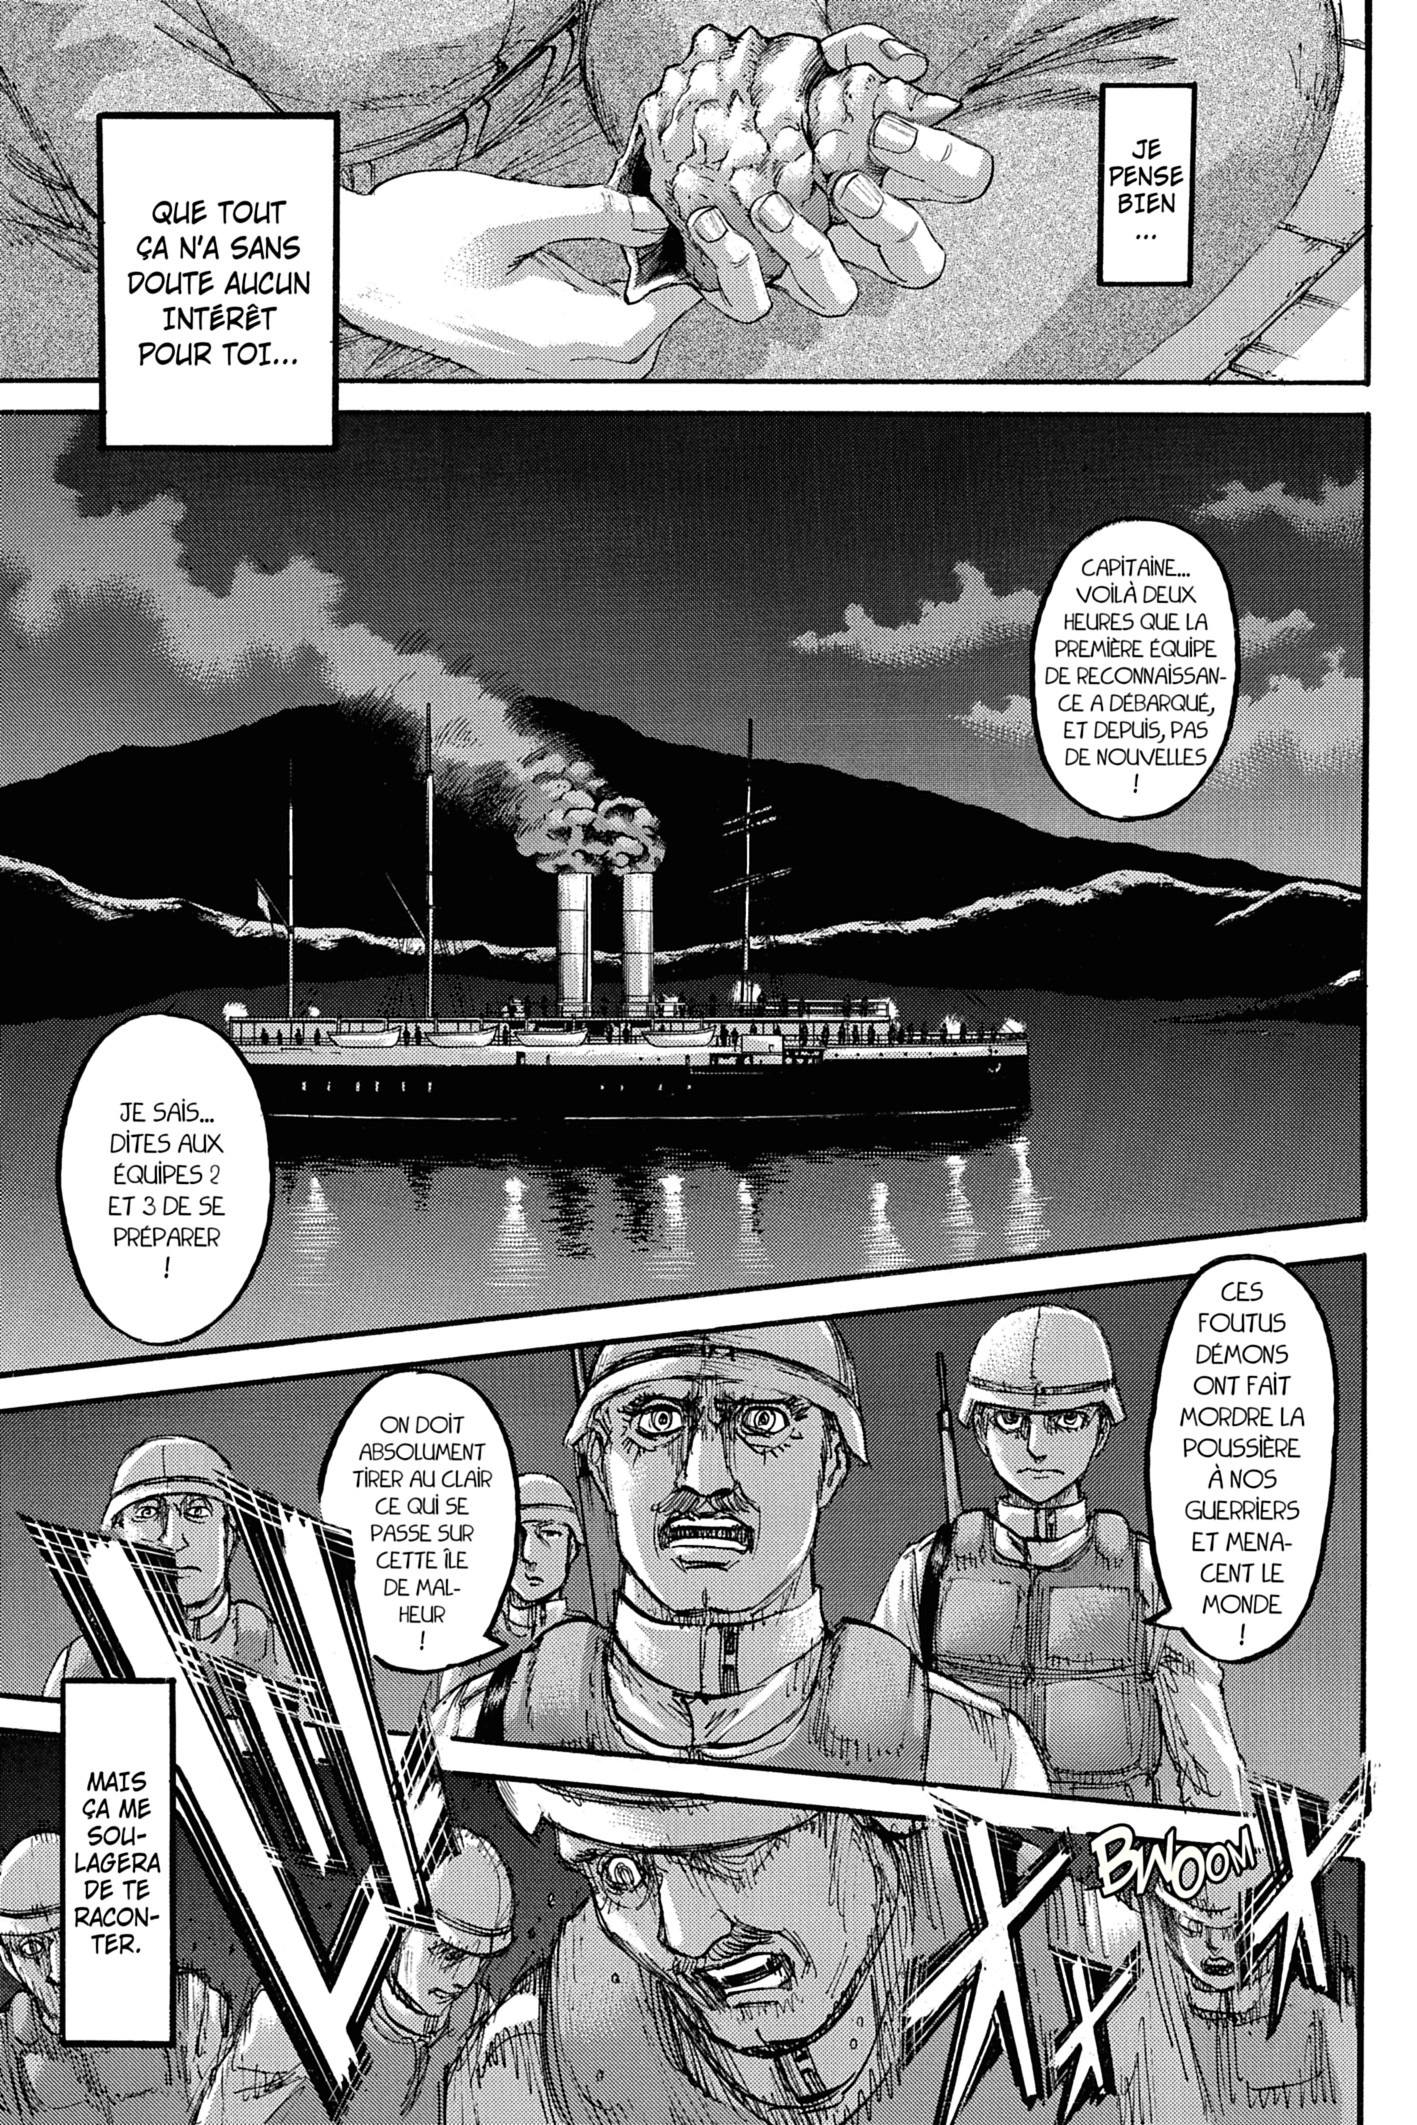 JE
PENSE
BIEN
...
QUE TOUT
ÇA N'A SANS
DOUTE AUCUN
INTÉRÊT
POUR TOI...
CAPITAINE...
VOILÀ DEUX
HEURES QUE LA
PREMIÈRE ÉQUIPE
DE RECONNAISSAN-
CE A DÉBARQUÉ,
ET DEPUIS, PAS
DE NOUVELLES
!
JE SAIS...
DITES AUX
ÉQUIPES 2
ET 3 DE SE
PRÉPARER
!
CES
FOUTUS
DÉMONS
ONT FAIT
MORDRE LA
POUSSIÈRE
À NOS
GUERRIERS
ET MENA-
CENT LE
MONDE
!
ON DOIT
ABSOLUMENT
TIRER AU CLAIR
CE QUI SE
PASSE SUR
CETTE ÎLE
DE MAL-
HEUR
!
BWOOM
MAIS
ÇA ME
SOU-
LAGERA
DE TE
RACON-
TER.